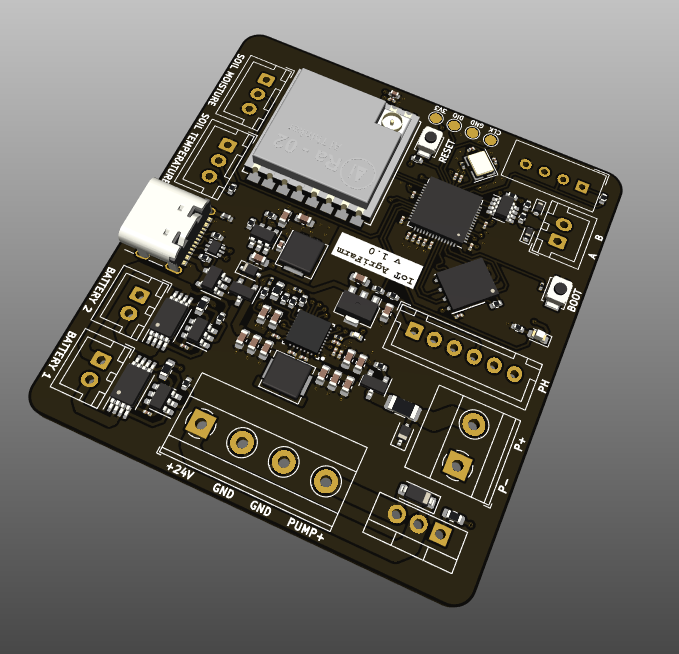 SOIL MOISTURE
SOIL TEMPERATURE
Ra-02
3V3
DIO
GND
CLK
RESET
IoT AgriFarm
v 1.0
B
A
BOOT
BATTERY 2
BATTERY 1
PH
P+
P-
+24V
GND
GND
PUMP+